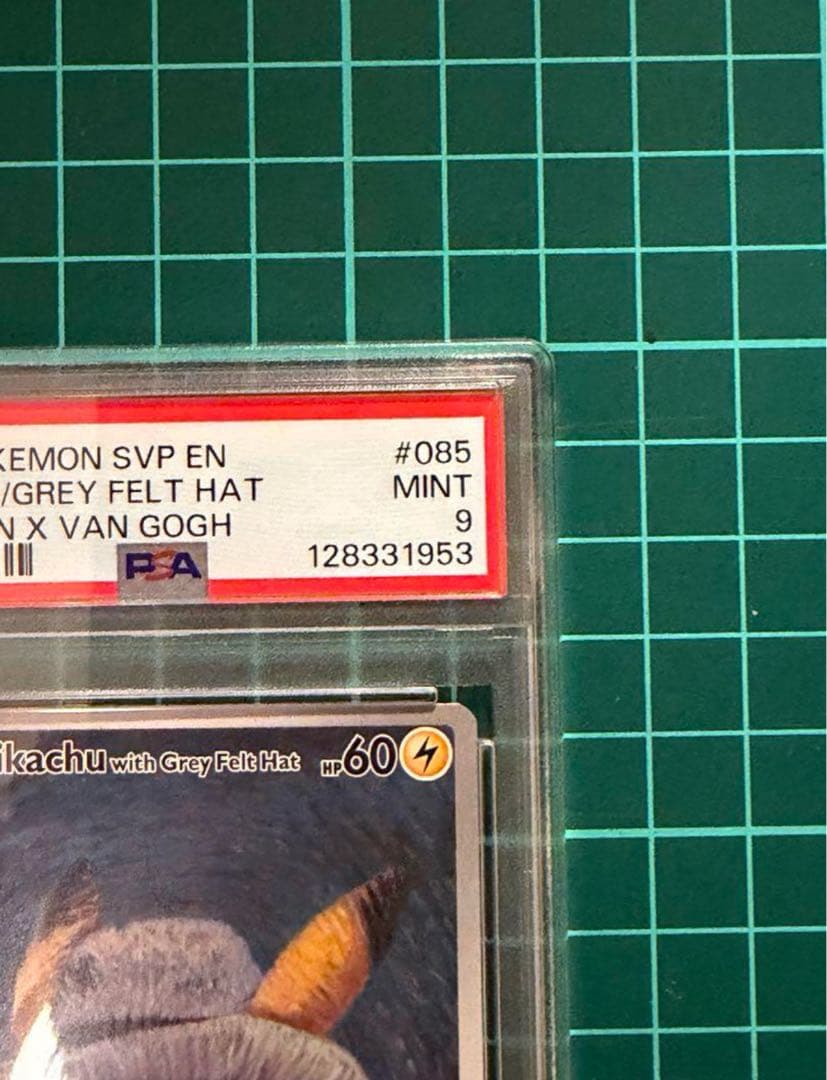 KEMON SVP EN #085
/GREY FELT HAT MINT
N X VAN GOGH 9
PSA 128331953
ikachu with Grey Felt Hat HP60